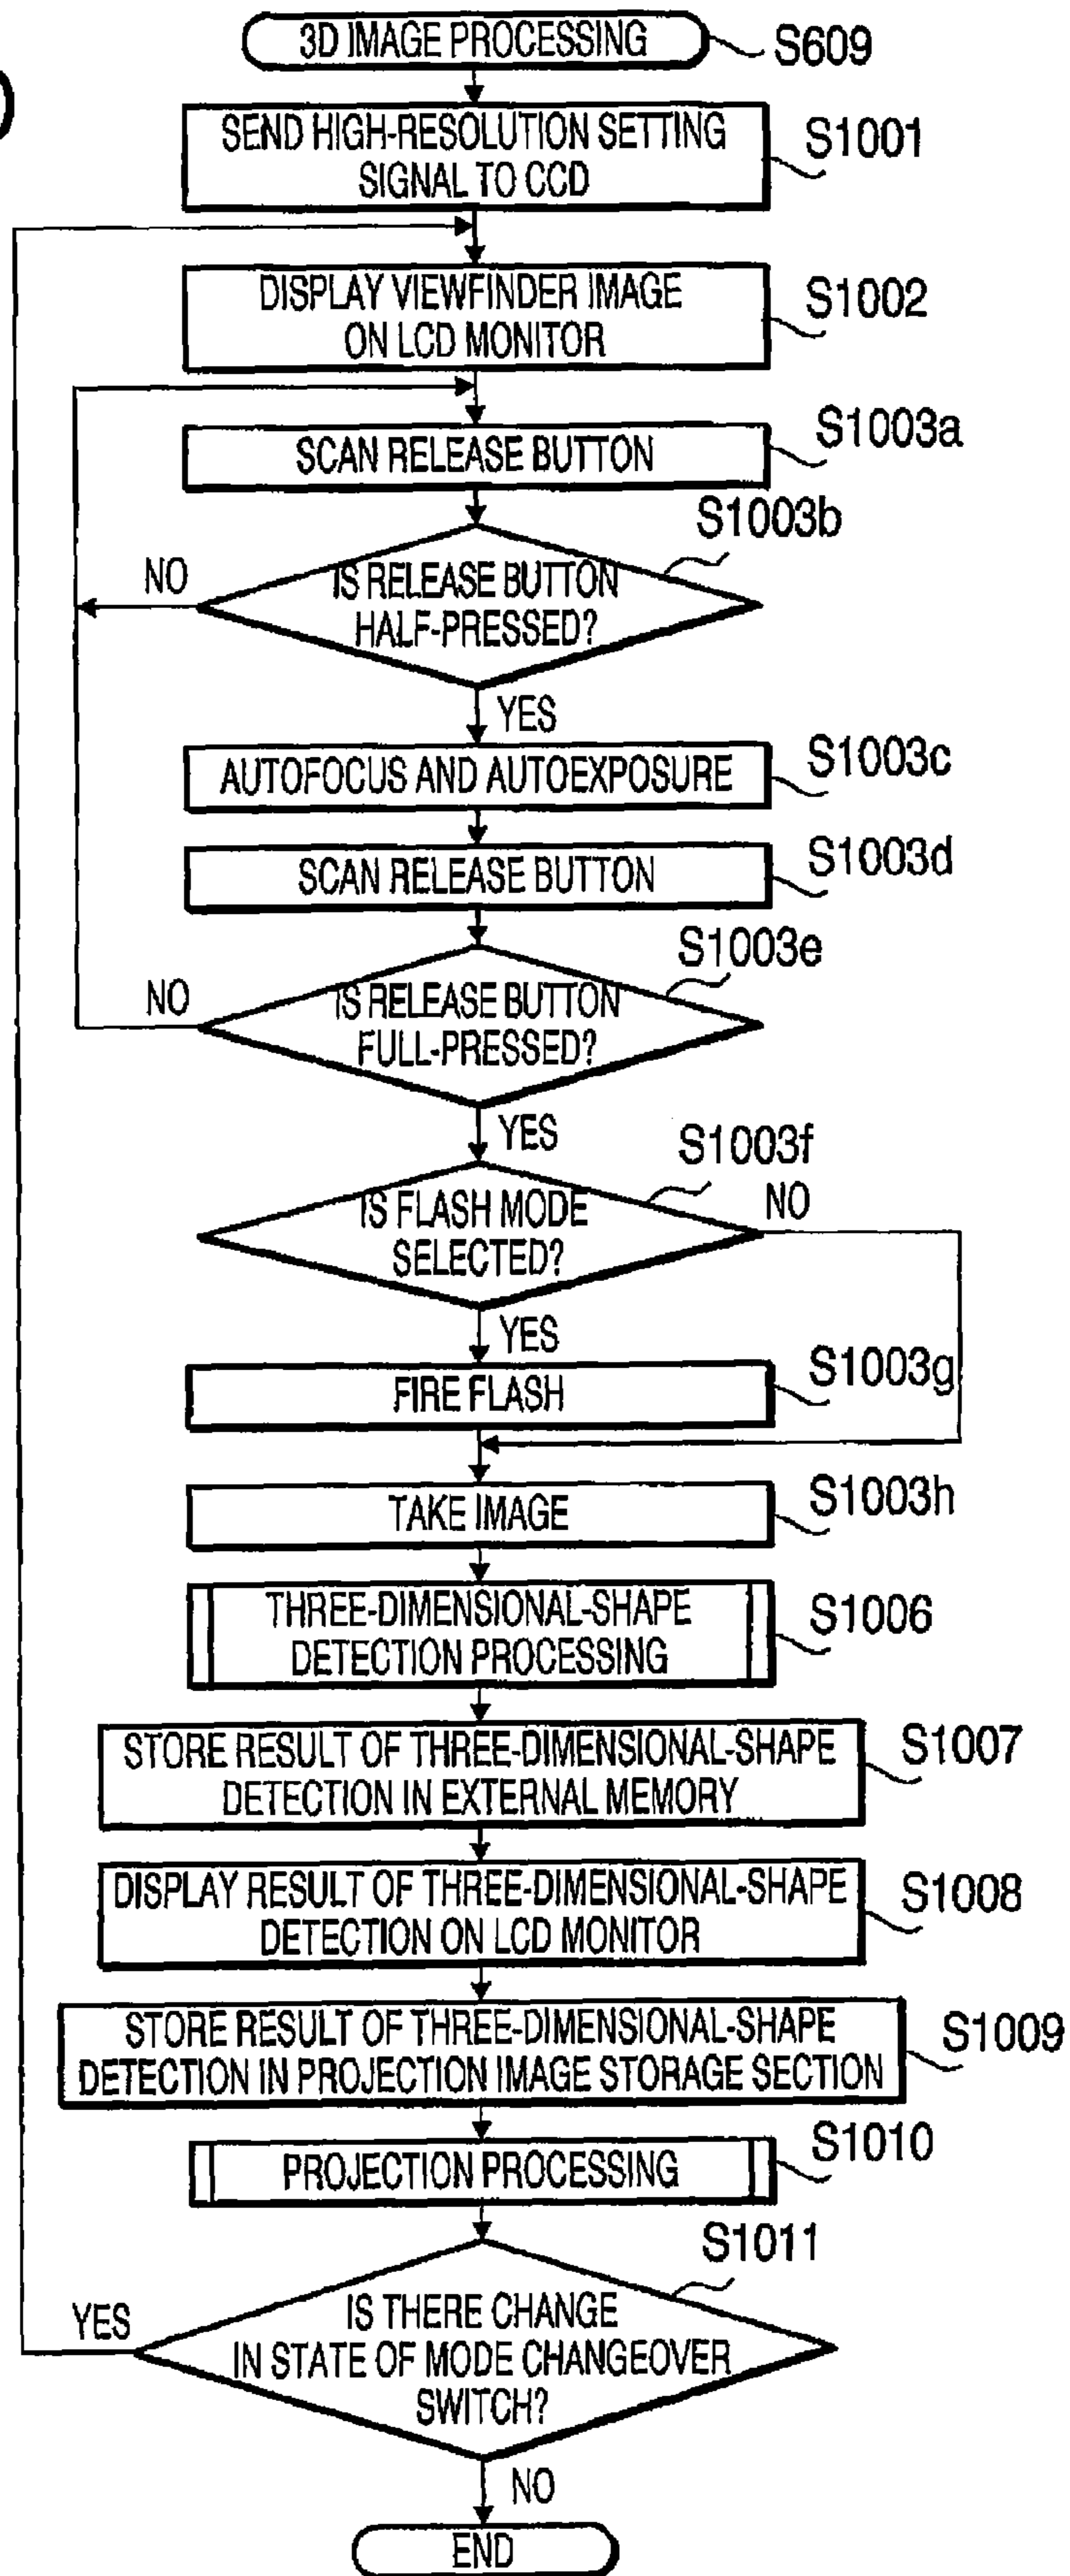 3D IMAGE PROCESSING
S609
SEND HIGH-RESOLUTION SETTING
SIGNAL TO CCD
S1001
DISPLAY VIEWFINDER IMAGE
ON LCD MONITOR
S1002
SCAN RELEASE BUTTON
S1003a
S1003b
IS RELEASE BUTTON
HALF-PRESSED?
NO
YES
AUTOFOCUS AND AUTOEXPOSURE
S1003c
SCAN RELEASE BUTTON
S1003d
S1003e
IS RELEASE BUTTON
FULL-PRESSED?
NO
YES
S1003f
IS FLASH MODE
SELECTED?
NO
YES
FIRE FLASH
S1003g
TAKE IMAGE
S1003h
THREE-DIMENSIONAL-SHAPE
DETECTION PROCESSING
S1006
STORE RESULT OF THREE-DIMENSIONAL-SHAPE
DETECTION IN EXTERNAL MEMORY
S1007
DISPLAY RESULT OF THREE-DIMENSIONAL-SHAPE
DETECTION ON LCD MONITOR
S1008
STORE RESULT OF THREE-DIMENSIONAL-SHAPE
DETECTION IN PROJECTION IMAGE STORAGE SECTION
S1009
PROJECTION PROCESSING
S1010
S1011
IS THERE CHANGE
IN STATE OF MODE CHANGEOVER
SWITCH?
YES
NO
END